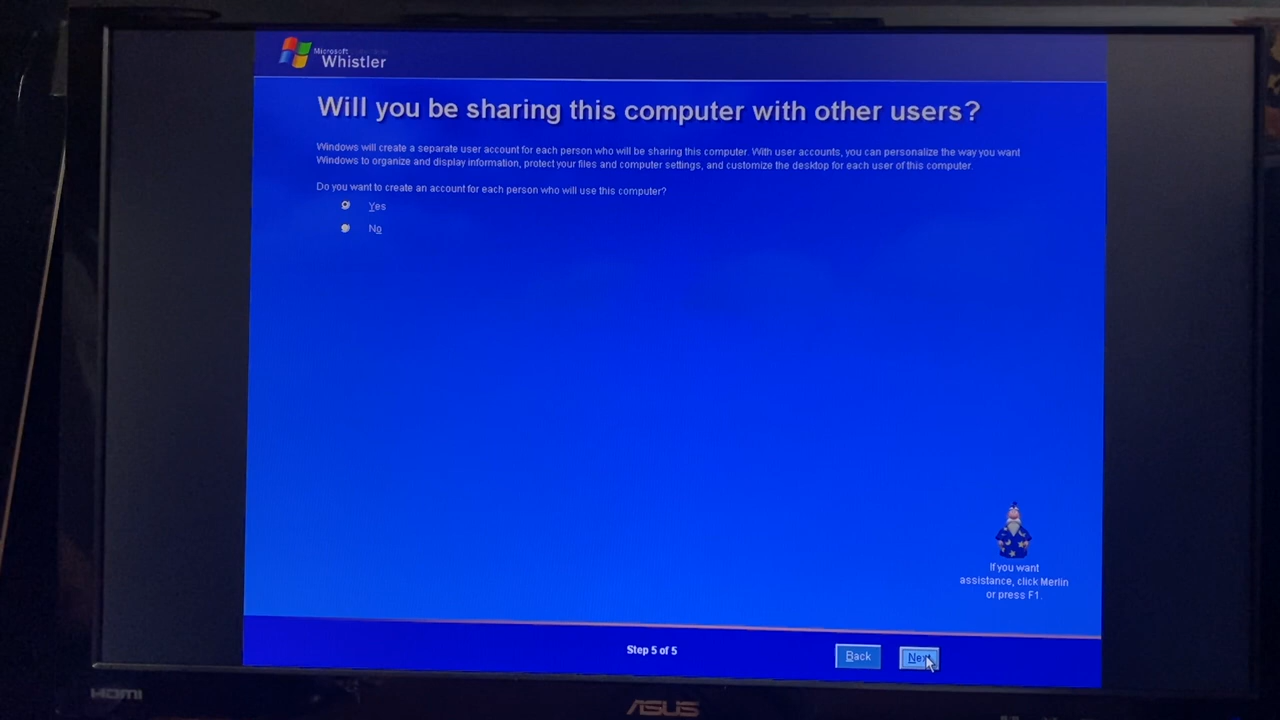 Microsoft
Whistler
Will you be sharing this computer with other users?
Windows will create a separate user account for each person who will be sharing this computer. With user accounts, you can personalize the way you want
Windows to organize and display information, protect your files and computer settings, and customize the desktop for each user of this computer.
Do you want to create an account for each person who will use this computer?
Yes
No
If you want
assistance, click Merlin
or press F1.
Step 5 of 5
Back
Next
HDMI
ASUS